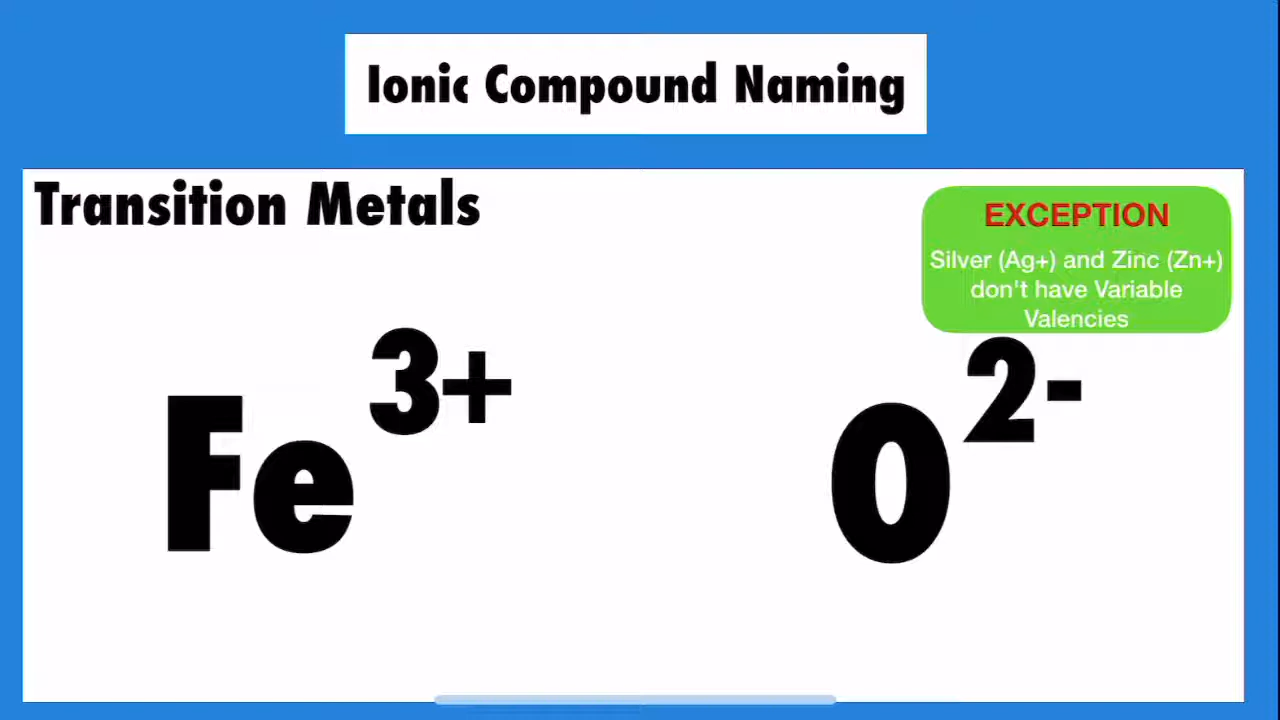 Ionic Compound Naming
Transition Metals
EXCEPTION
Silver (Ag+) and Zinc (Zn+)
don't have Variable
Valencies
Fe³⁺
O²⁻